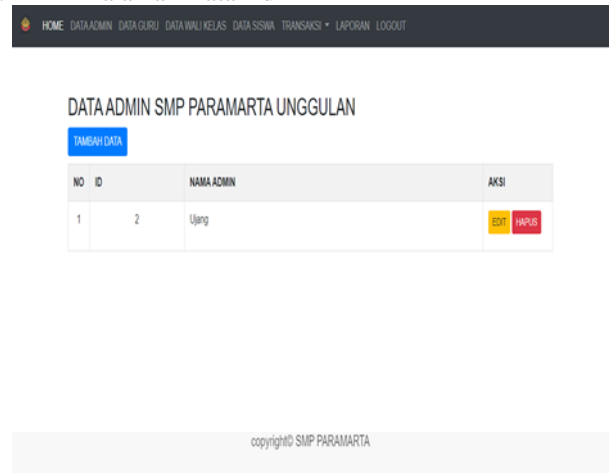 HOME DATA ADMIN DATA GURU DATA WALI KELAS DATA SISWA TRANSAKSI LAPORAN LOGOUT
DATA ADMIN SMP PARAMARTA UNGGULAN
TAMBAH DATA
NO ID NAMA ADMIN AKSI
1 2 Ujang EDIT HAPUS
copyright© SMP PARAMARTA